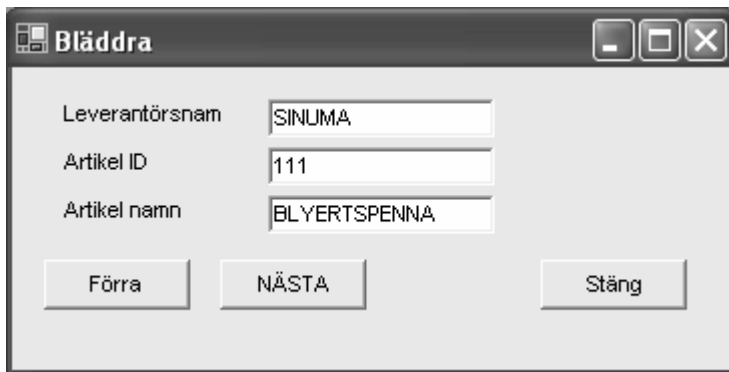 Bläddra
Leverantörsnam SINUMA
Artikel ID 111
Artikel namn BLYERTSPENNA
Förra NÄSTA Stäng